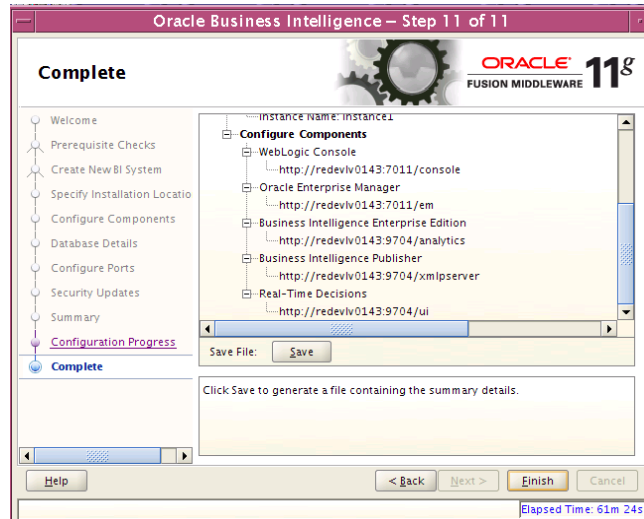 Oracle Business Intelligence – Step 11 of 11
Complete
ORACLE
FUSION MIDDLEWARE 11g
Welcome
Prerequisite Checks
Create New BI System
Specify Installation Locatio
Configure Components
Database Details
Configure Ports
Security Updates
Summary
Configuration Progress
Complete
Instance Name: Instance1
Configure Components
WebLogic Console
http://redevlv0143:7011/console
Oracle Enterprise Manager
http://redevlv0143:7011/em
Business Intelligence Enterprise Edition
http://redevlv0143:9704/analytics
Business Intelligence Publisher
http://redevlv0143:9704/xmlpserver
Real-Time Decisions
http://redevlv0143:9704/ui
Save File: Save
Click Save to generate a file containing the summary details.
Help < Back Next > Finish Cancel
Elapsed Time: 61m 24s